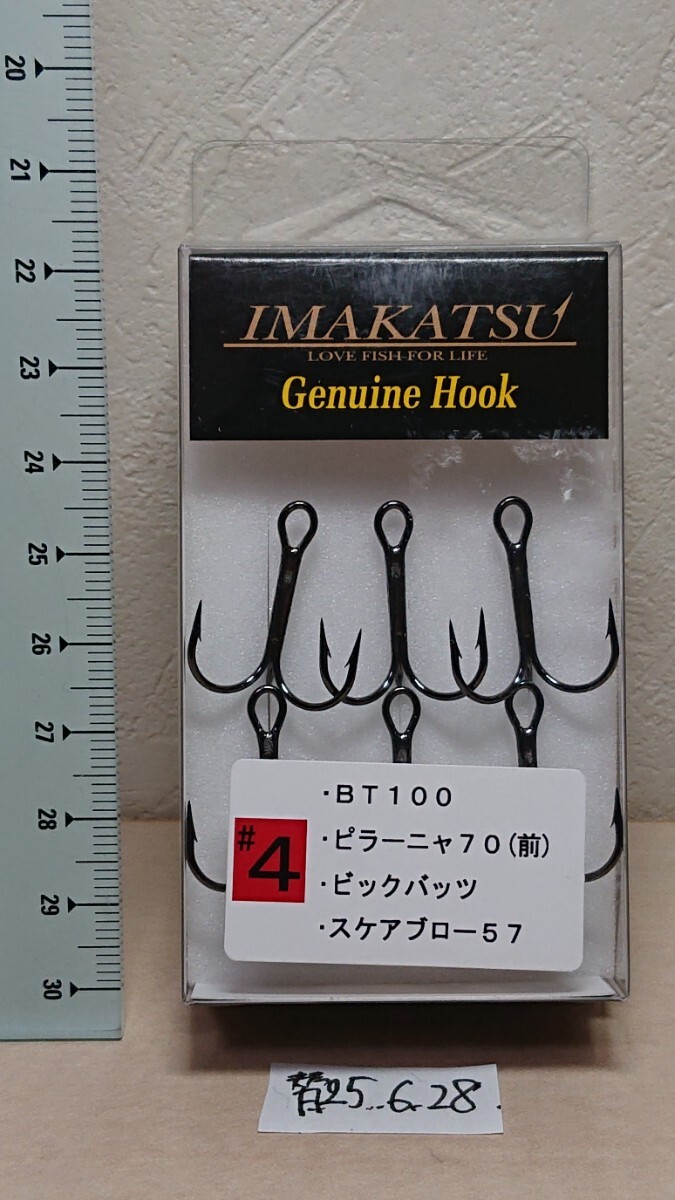 20
21
22
23
24
25
26
27
28
29
30
IMAKATSU
LOVE FISH-FOR LIFE
Genuine Hook
#4
・BT100
・ピラーニャ70(前)
・ビックバッツ
・スケアブロー57
替25.6.28.